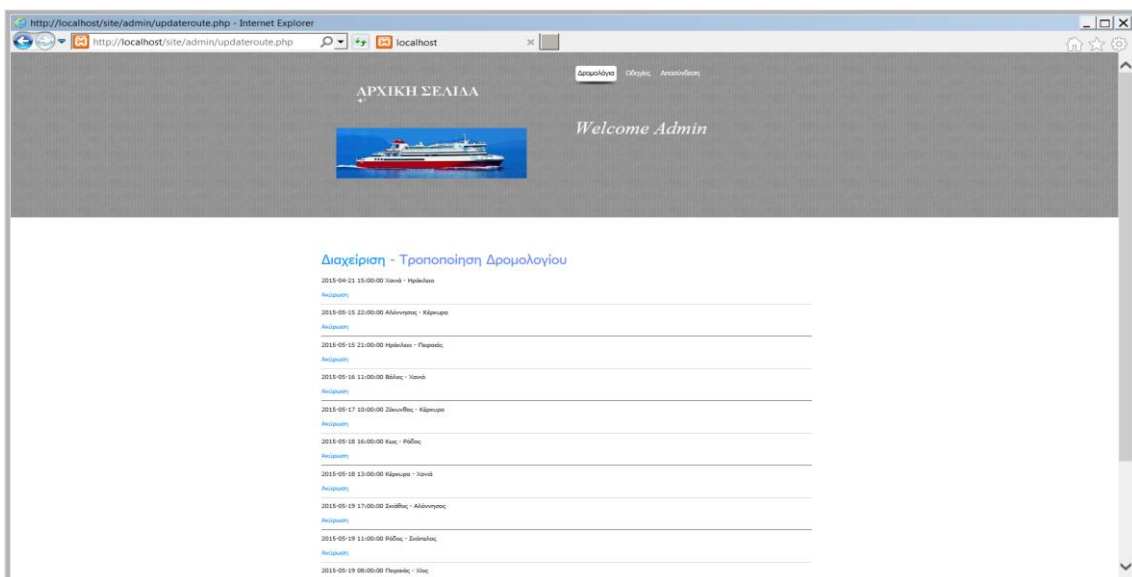 http://localhost/site/admin/updateroute.php - Internet Explorer
http://localhost/site/admin/updateroute.php
localhost
Δρομολόγια Οδηγίες Αποσύνδεση
ΑΡΧΙΚΗ ΣΕΛΙΔΑ
Welcome Admin
Διαχείριση - Τροποποίηση Δρομολογίου
2015-04-21 15:00:00 Χανιά - Ηράκλειο
Ακύρωση
2015-05-15 22:00:00 Αλόννησος - Κέρκυρα
Ακύρωση
2015-05-15 21:00:00 Ηράκλειο - Πειραιάς
Ακύρωση
2015-05-16 11:00:00 Βόλος - Χανιά
Ακύρωση
2015-05-17 10:00:00 Ζάκυνθος - Κέρκυρα
Ακύρωση
2015-05-18 16:00:00 Κως - Ρόδος
Ακύρωση
2015-05-18 13:00:00 Κέρκυρα - Χανιά
Ακύρωση
2015-05-19 17:00:00 Σκιάθος - Αλόννησος
Ακύρωση
2015-05-19 11:00:00 Ρόδος - Σκόπελος
Ακύρωση
2015-05-19 08:00:00 Πειραιάς - Χίος